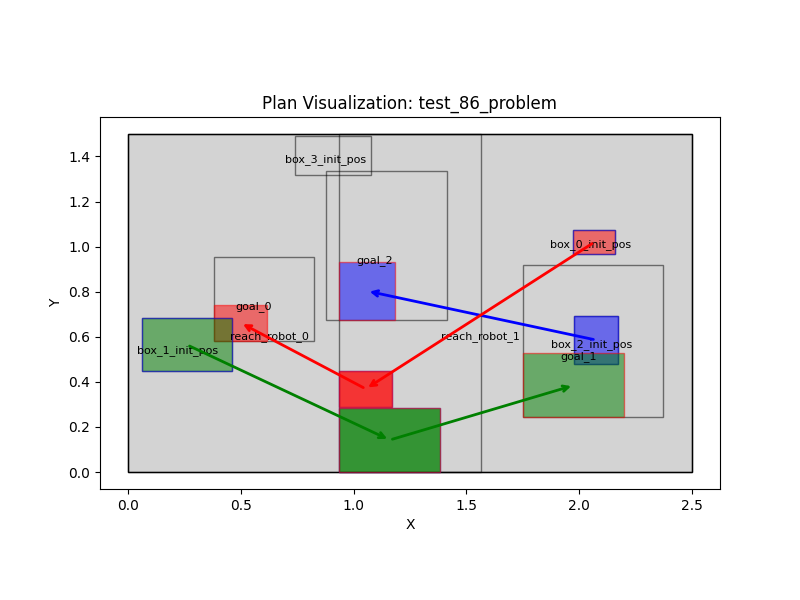 Plan Visualization: test_86_problem
box_3_init_pos
box_0_init_pos
goal_2
goal_0
reach_robot_0
reach_robot_1
box_1_init_pos
box_2_init_pos
goal_1
0.0
0.2
0.4
0.6
0.8
1.0
1.2
1.4
Y
0.0
0.5
1.0
1.5
2.0
2.5
X